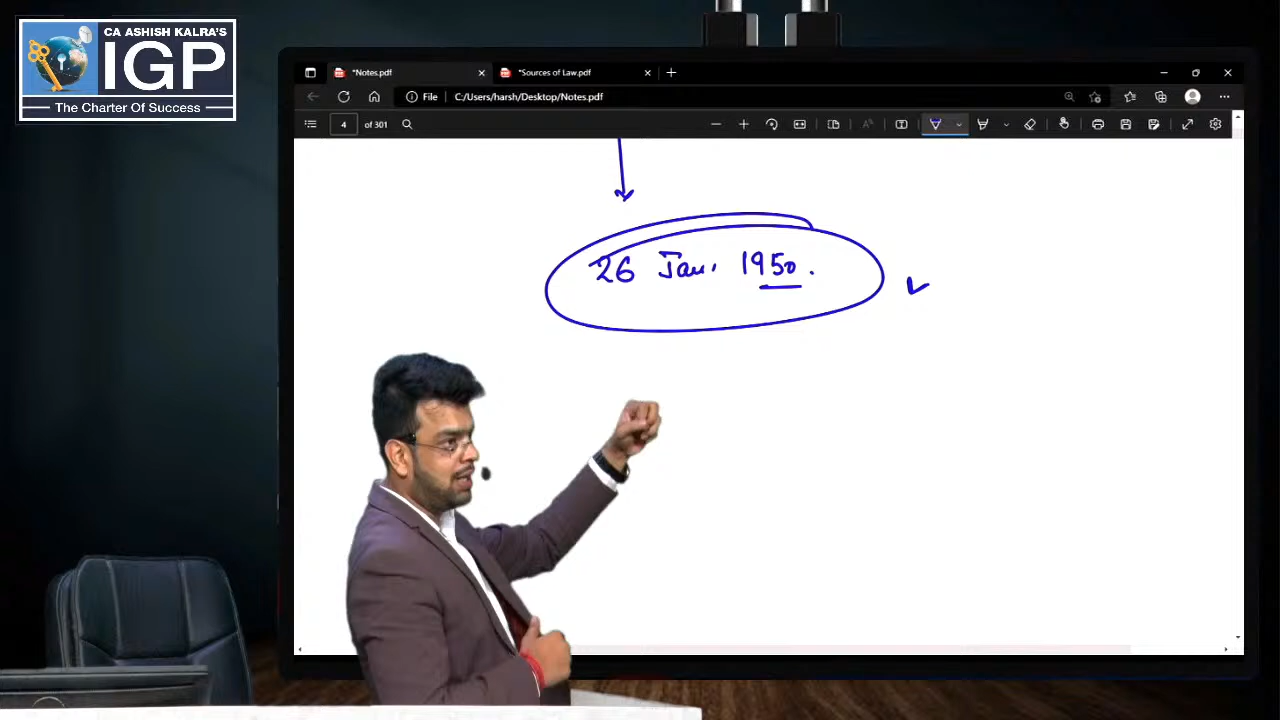 CA ASHISH KALRA'S
IGP
The Charter Of Success
*Notes.pdf
*Sources of Law.pdf
File
C:/Users/harsh/Desktop/Notes.pdf
4
of 301
26 Jan. 1950.